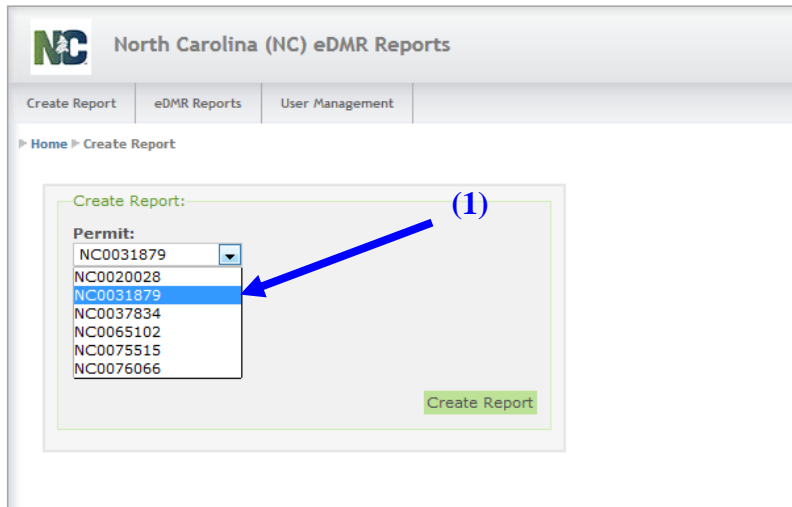 NC North Carolina (NC) eDMR Reports
Create Report eDMR Reports User Management
Home Create Report
Create Report:
(1)
Permit:
NC0031879
NC0020028
NC0031879
NC0037834
NC0065102
NC0075515
NC0076066
Create Report